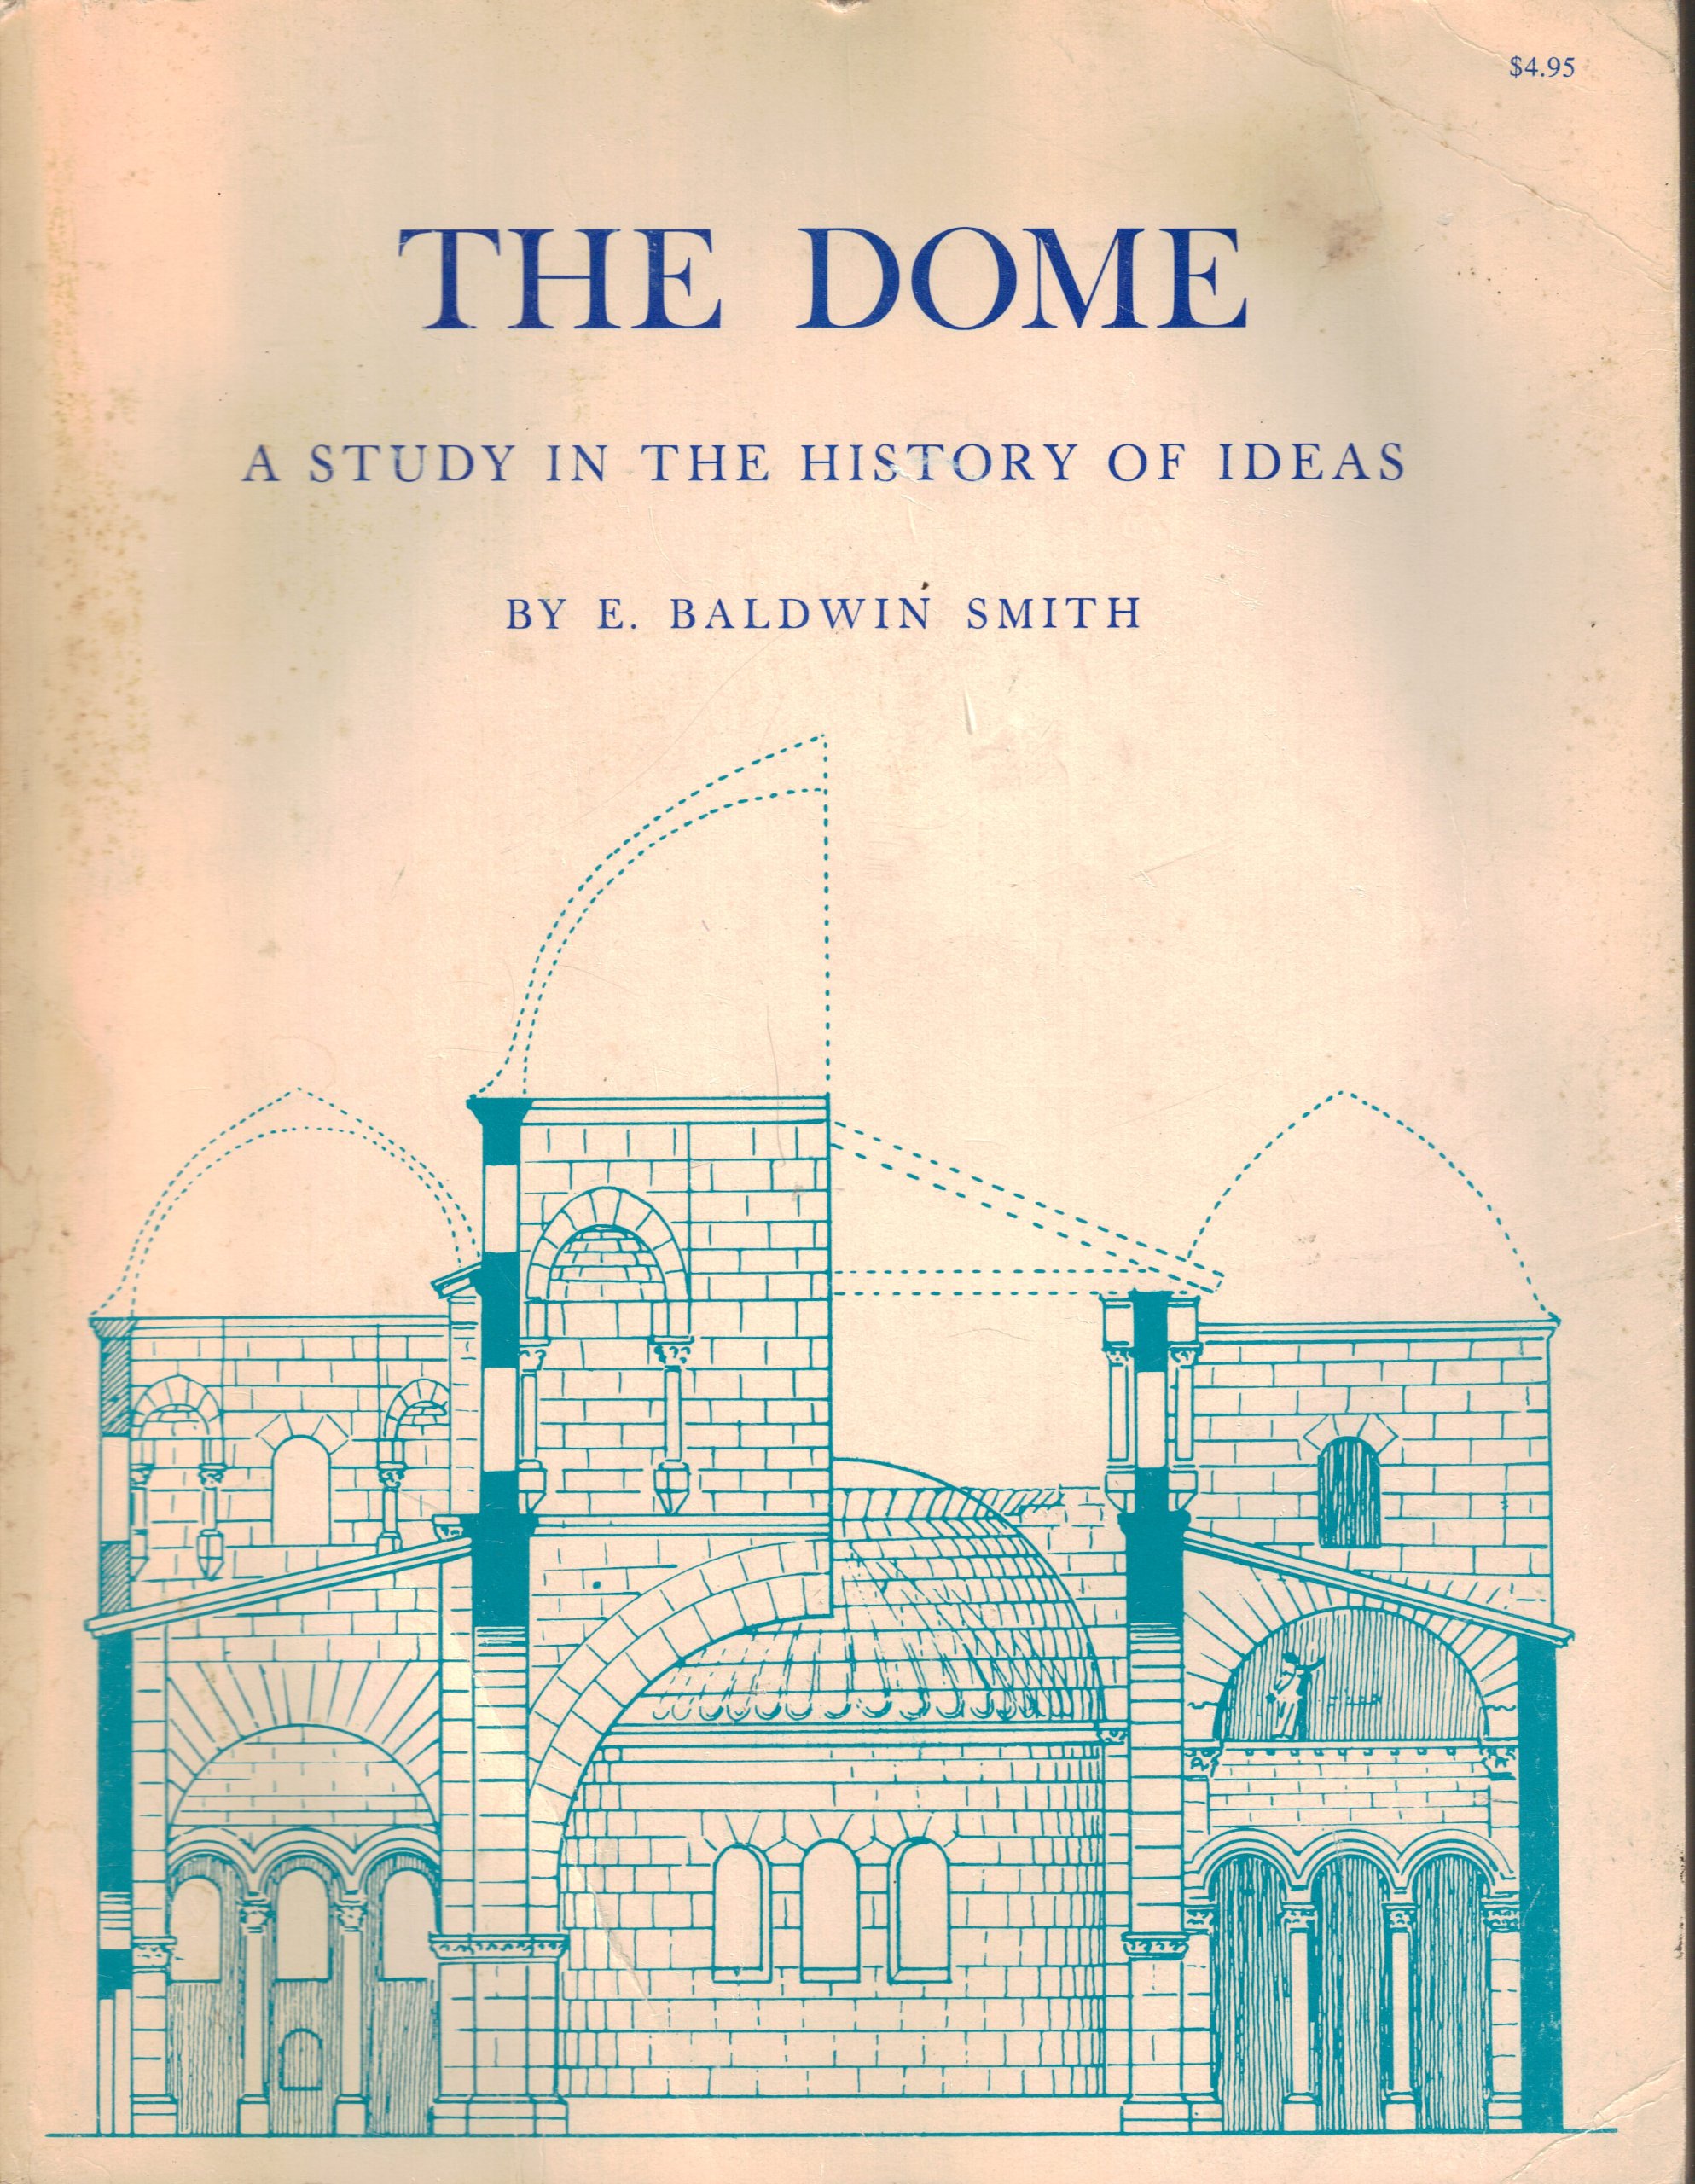 $4.95
THE DOME
A STUDY IN THE HISTORY OF IDEAS
BY E. BALDWIN SMITH